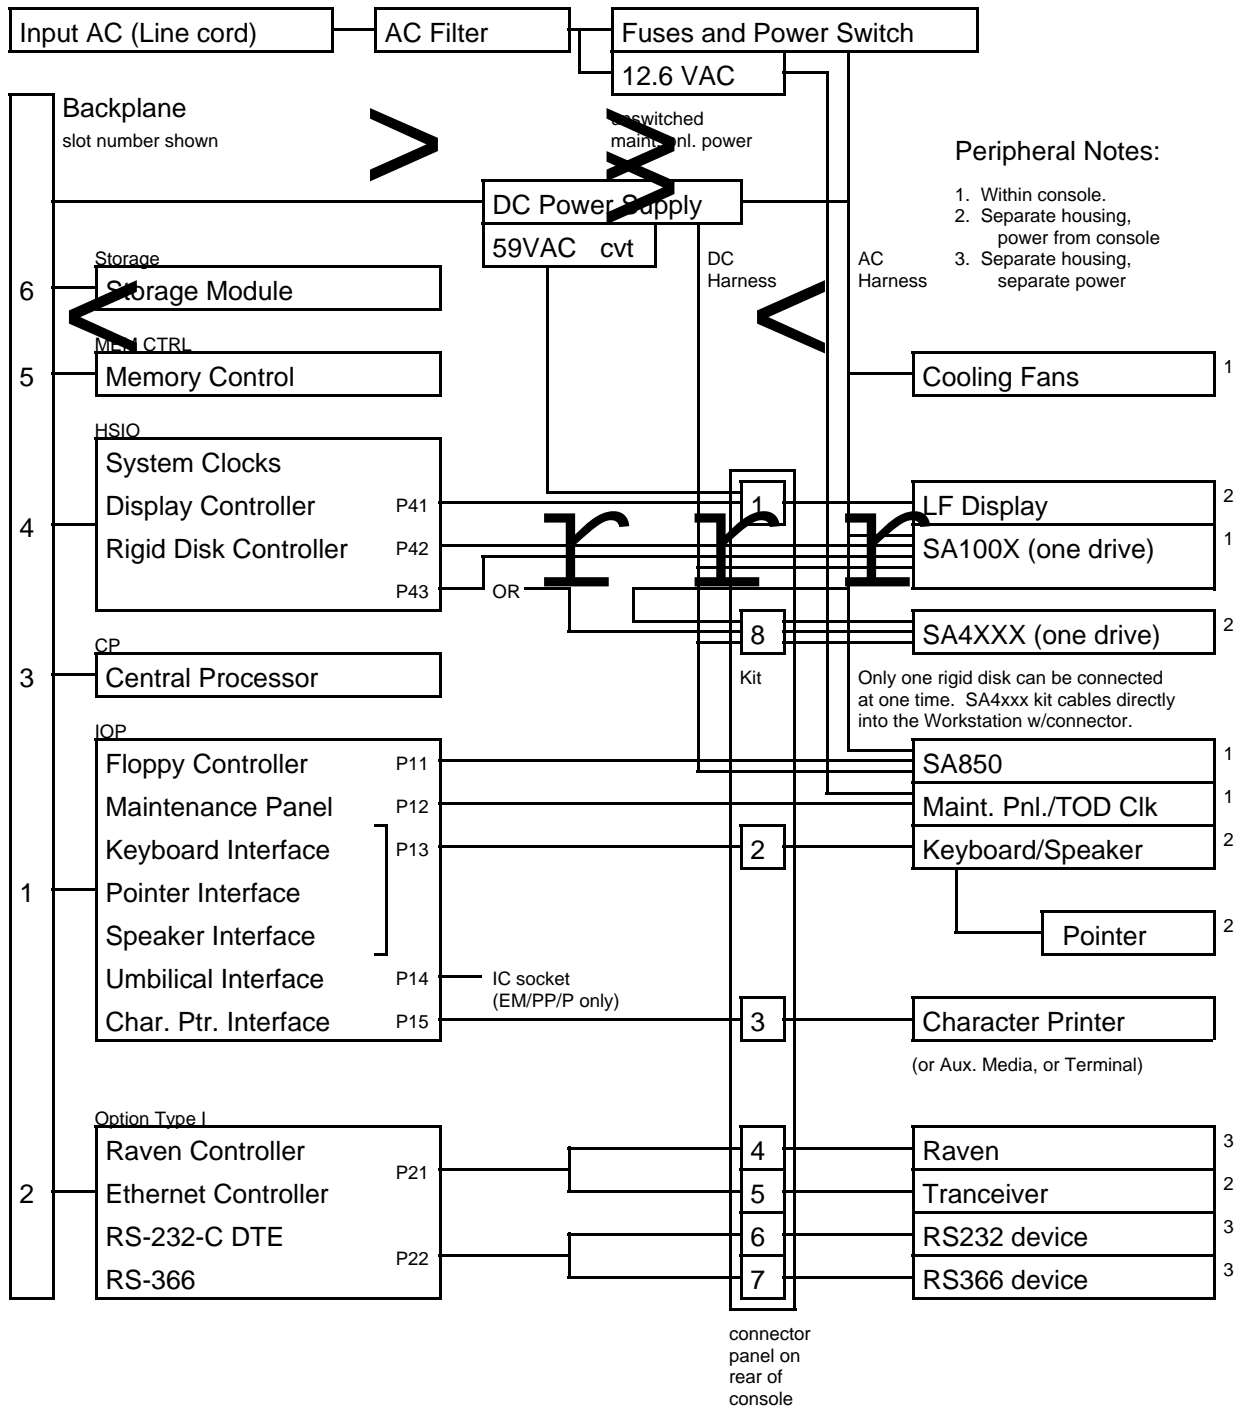 Input AC (Line cord)
AC Filter
Fuses and Power Switch
12.6 VAC
Backplane
slot number shown
unswitched
maint. pnl. power
>
>
>
Peripheral Notes:
1. Within console.
2. Separate housing,
power from console
3. Separate housing,
separate power
DC Power Supply
59VAC cvt
DC
Harness
AC
Harness
<
<
6
Storage
Storage Module
5
MEM CTRL
Memory Control
Cooling Fans 1
4
HSIO
System Clocks
Display Controller P41
1
LF Display 2
Rigid Disk Controller P42
r r r
SA100X (one drive) 1
P43
OR
8
SA4XXX (one drive) 2
Kit
Only one rigid disk can be connected
at one time. SA4xxx kit cables directly
into the Workstation w/connector.
3
CP
Central Processor
1
IOP
Floppy Controller P11
SA850 1
Maintenance Panel P12
Maint. Pnl./TOD Clk 1
Keyboard Interface P13
2
Keyboard/Speaker 2
Pointer Interface
Speaker Interface
Pointer 2
Umbilical Interface P14
IC socket
(EM/PP/P only)
Char. Ptr. Interface P15
3
Character Printer
(or Aux. Media, or Terminal)
2
Option Type I
Raven Controller
P21
4
Raven 3
Ethernet Controller
5
Tranceiver 2
RS-232-C DTE
P22
6
RS232 device 3
RS-366
7
RS366 device 3
connector
panel on
rear of
console